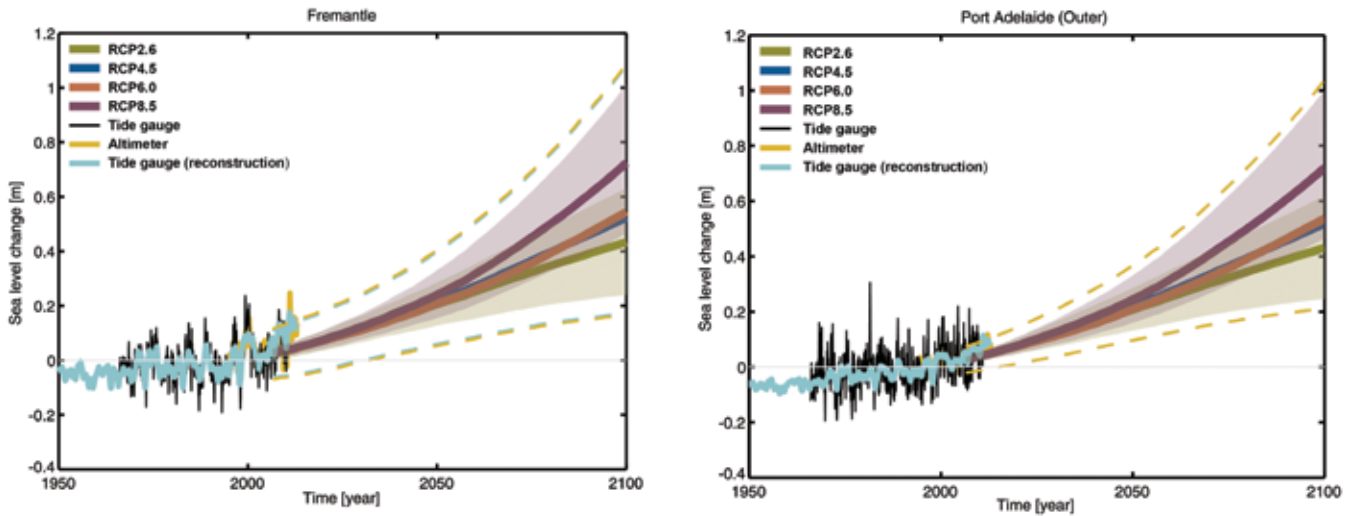 Fremantle
1.2
1
0.8
0.6
0.4
0.2
0
-0.2
-0.4
Sea level change [m]
RCP2.6
RCP4.5
RCP6.0
RCP8.5
Tide gauge
Altimeter
Tide gauge (reconstruction)
1950
2000
2050
2100
Time [year]
Port Adelaide (Outer)
1.2
1
0.8
0.6
0.4
0.2
0
-0.2
-0.4
Sea level change [m]
RCP2.6
RCP4.5
RCP6.0
RCP8.5
Tide gauge
Altimeter
Tide gauge (reconstruction)
1950
2000
2050
2100
Time [year]